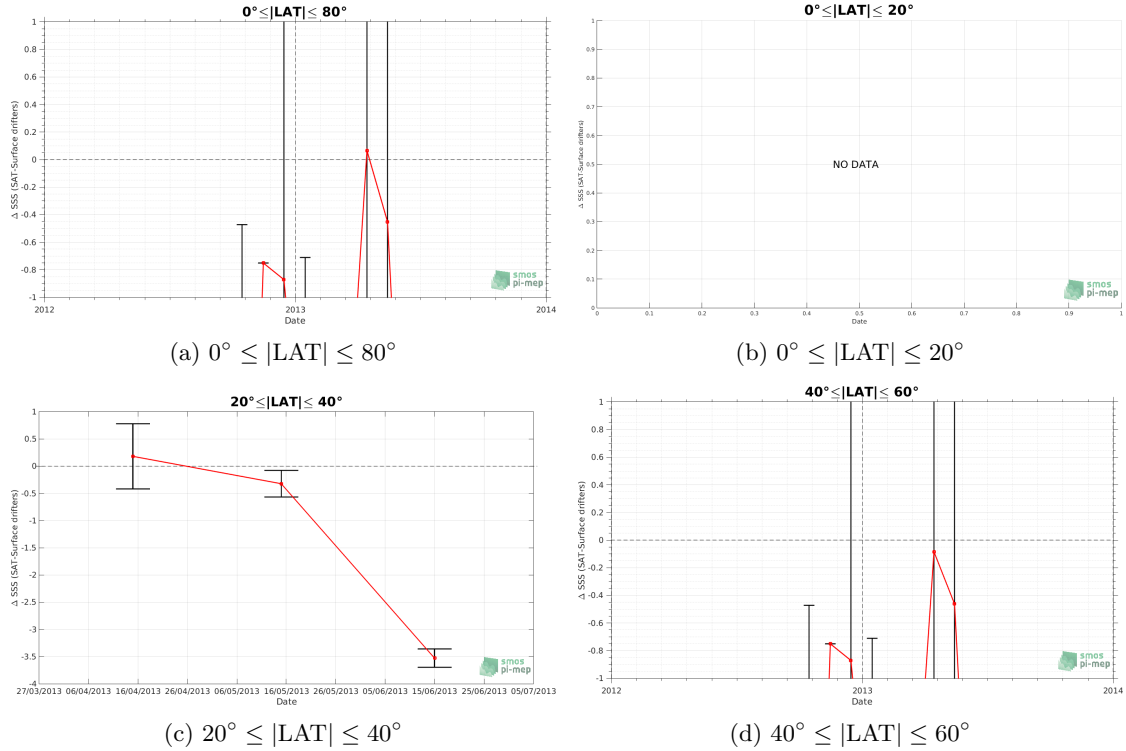 0°≤|LAT|≤ 80°
1
0.8
0.6
0.4
0.2
0
-0.2
-0.4
-0.6
-0.8
-1
Δ SSS (SAT-Surface drifters)
2012
2013
2014
Date
smos
pi-mep
(a) 0° ≤ |LAT| ≤ 80°
0°≤|LAT|≤ 20°
1
0.9
0.8
0.7
0.6
0.5
0.4
0.3
0.2
0.1
0
Δ SSS (SAT-Surface drifters)
NO DATA
0
0.1
0.2
0.3
0.4
0.5
0.6
0.7
0.8
0.9
1
Date
smos
pi-mep
(b) 0° ≤ |LAT| ≤ 20°
20°≤|LAT|≤ 40°
1
0.5
0
-0.5
-1
-1.5
-2
-2.5
-3
-3.5
-4
Δ SSS (SAT-Surface drifters)
27/03/2013
06/04/2013
16/04/2013
26/04/2013
06/05/2013
16/05/2013
26/05/2013
05/06/2013
15/06/2013
25/06/2013
05/07/2013
Date
smos
pi-mep
(c) 20° ≤ |LAT| ≤ 40°
40°≤|LAT|≤ 60°
1
0.8
0.6
0.4
0.2
0
-0.2
-0.4
-0.6
-0.8
-1
Δ SSS (SAT-Surface drifters)
2012
2013
2014
Date
smos
pi-mep
(d) 40° ≤ |LAT| ≤ 60°